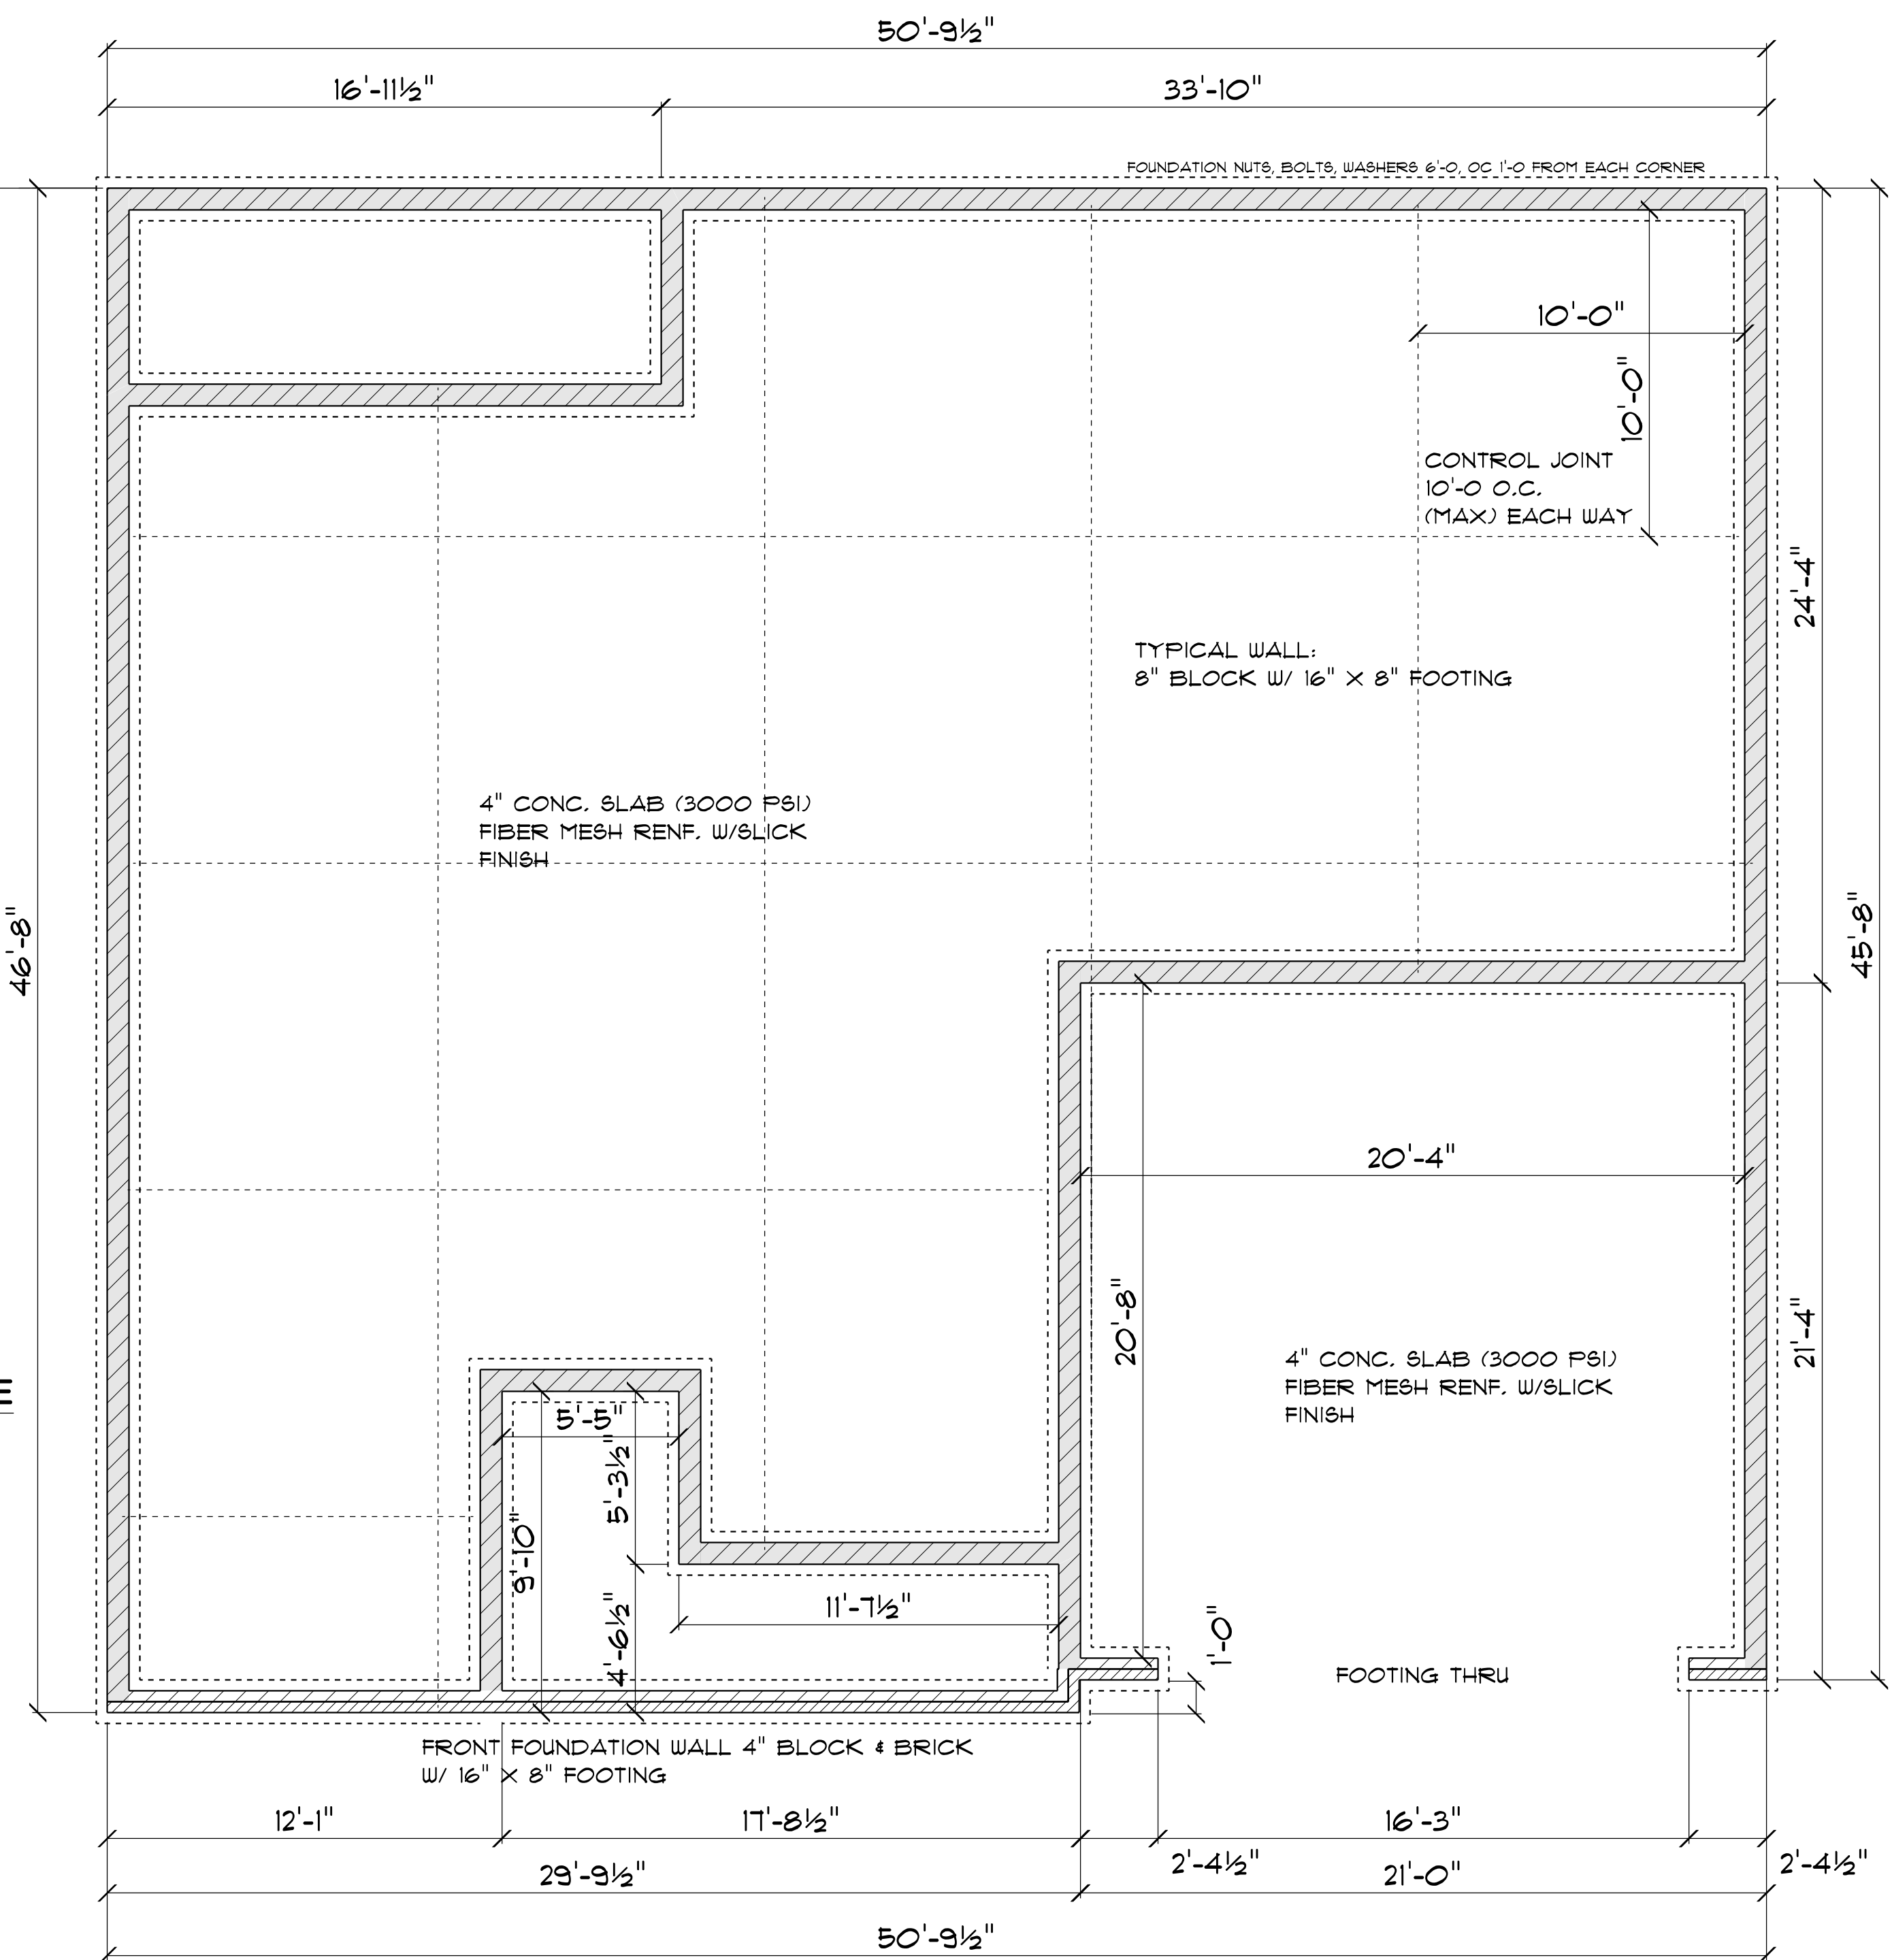 50'-9½"
16'-11½"
33'-10"
FOUNDATION NUTS, BOLTS, WASHERS 6'-0, OC 1'-0 FROM EACH CORNER
10'-0"
10'-0"
CONTROL JOINT
10'-0 O.C.
(MAX) EACH WAY
24'-4"
TYPICAL WALL:
8" BLOCK W/ 16" X 8" FOOTING
4" CONC. SLAB (3000 PSI)
FIBER MESH RENF. W/SLICK
FINISH
46'-8"
45'-8"
20'-4"
20'-8"
21'-4"
4" CONC. SLAB (3000 PSI)
FIBER MESH RENF. W/SLICK
FINISH
5'-5"
5'-3½"
9'-10"
11'-7½"
4'-6½"
1'-0"
FOOTING THRU
FRONT FOUNDATION WALL 4" BLOCK & BRICK
W/ 16" X 8" FOOTING
12'-1"
17'-8½"
16'-3"
2'-4½"
2'-4½"
29'-9½"
21'-0"
50'-9½"